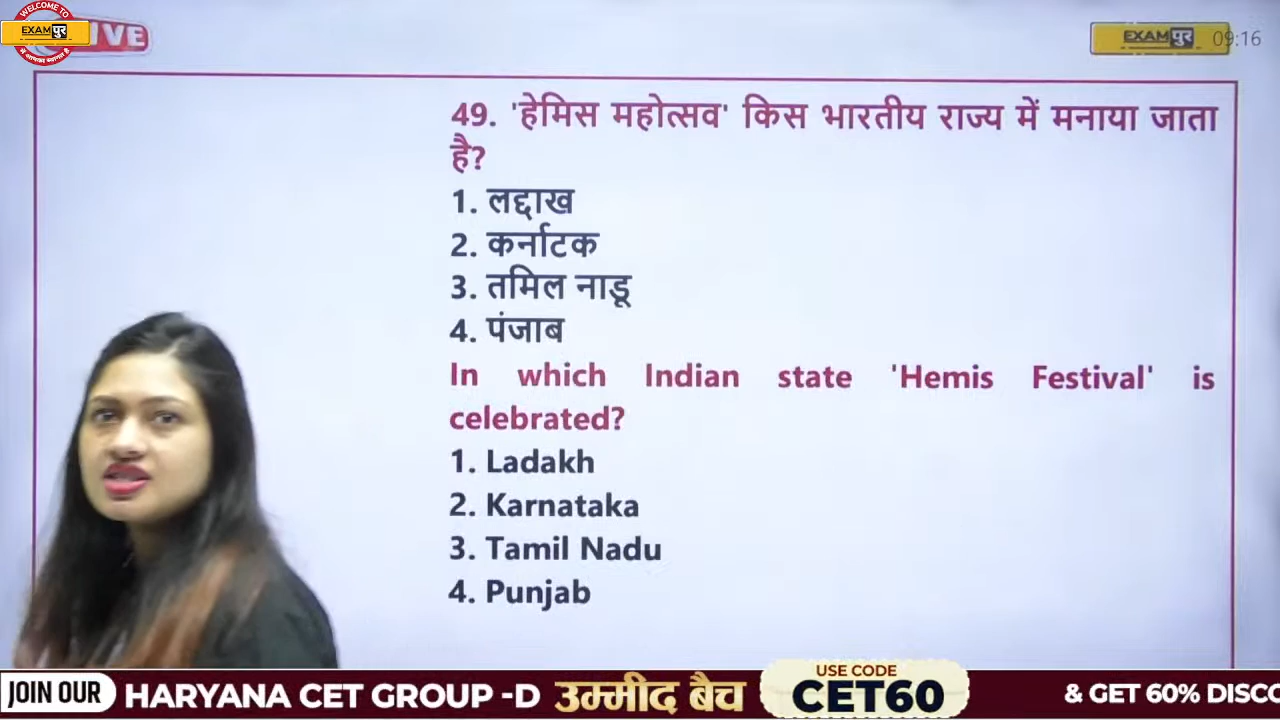 WELCOME TO
EXAMपुर
IVE
EXAMपुर
09:16
49. 'हेमिस महोत्सव' किस भारतीय राज्य में मनाया जाता
है?
1. लद्दाख
2. कर्नाटक
3. तमिल नाडू
4. पंजाब
In which Indian state 'Hemis Festival' is
celebrated?
1. Ladakh
2. Karnataka
3. Tamil Nadu
4. Punjab
JOIN OUR
HARYANA CET GROUP -D उम्मीद बैच
USE CODE
CET60
& GET 60% DISCO